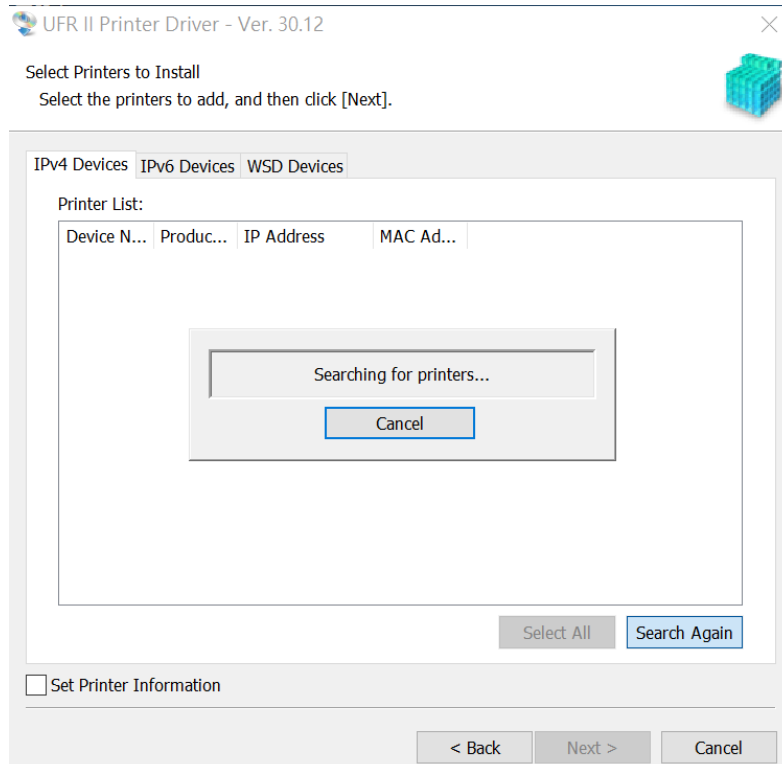 UFR II Printer Driver - Ver. 30.12
Select Printers to Install
Select the printers to add, and then click [Next].
IPv4 Devices IPv6 Devices WSD Devices
Printer List:
Device N... Produc... IP Address MAC Ad...
Searching for printers...
Cancel
Select All Search Again
Set Printer Information
< Back Next > Cancel